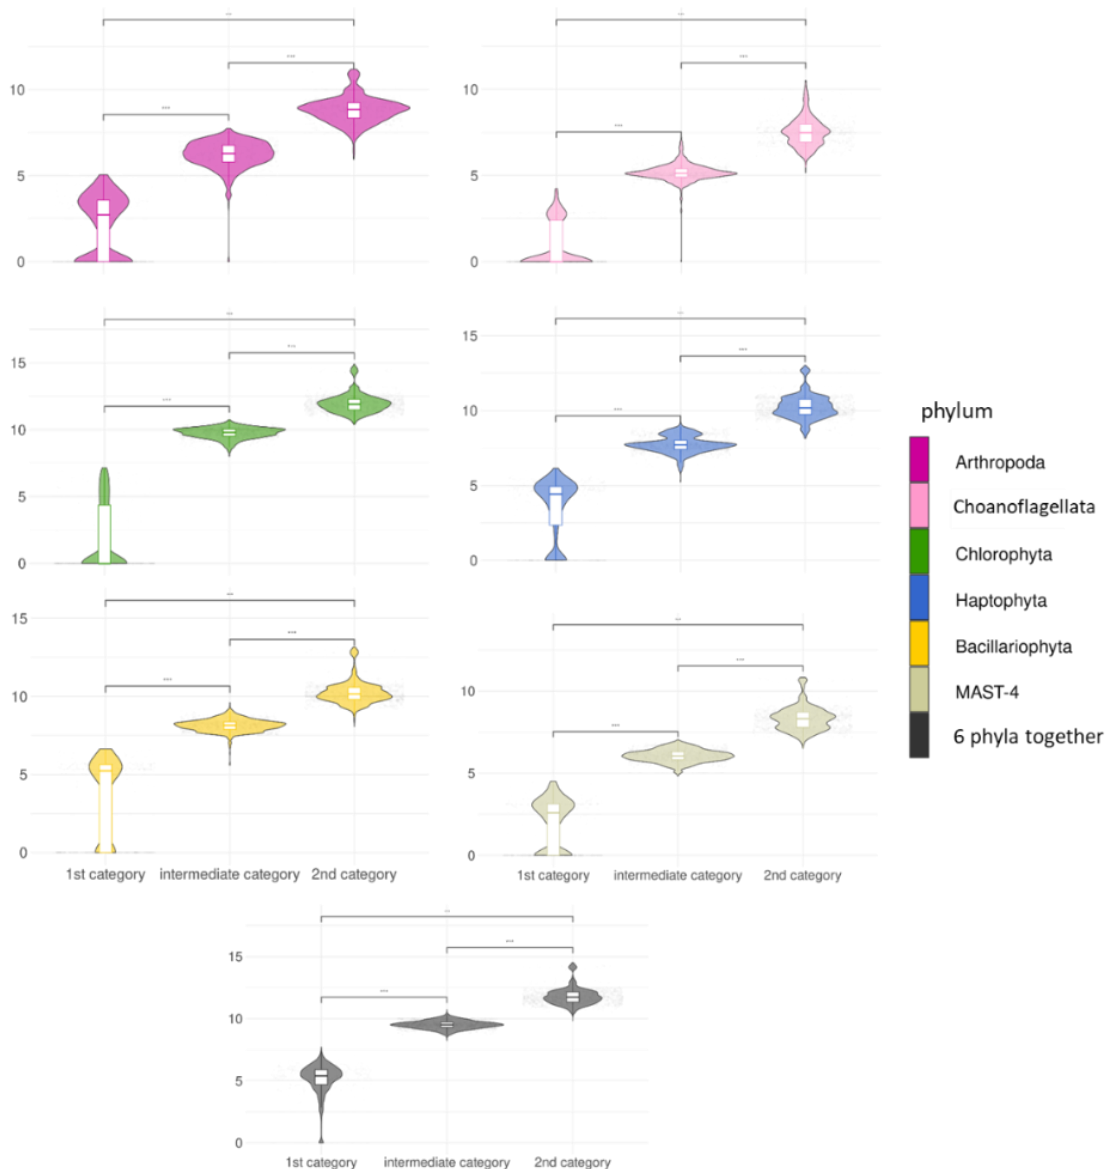 10
5
0
10
5
0
15
10
5
0
15
10
5
0
phylum
Arthropoda
Choanoflagellata
Chlorophyta
Haptophyta
Bacillariophyta
MAST-4
6 phyla together
15
10
5
0
1st category intermediate category 2nd category
10
5
0
1st category intermediate category 2nd category
15
10
5
0
1st category intermediate category 2nd category